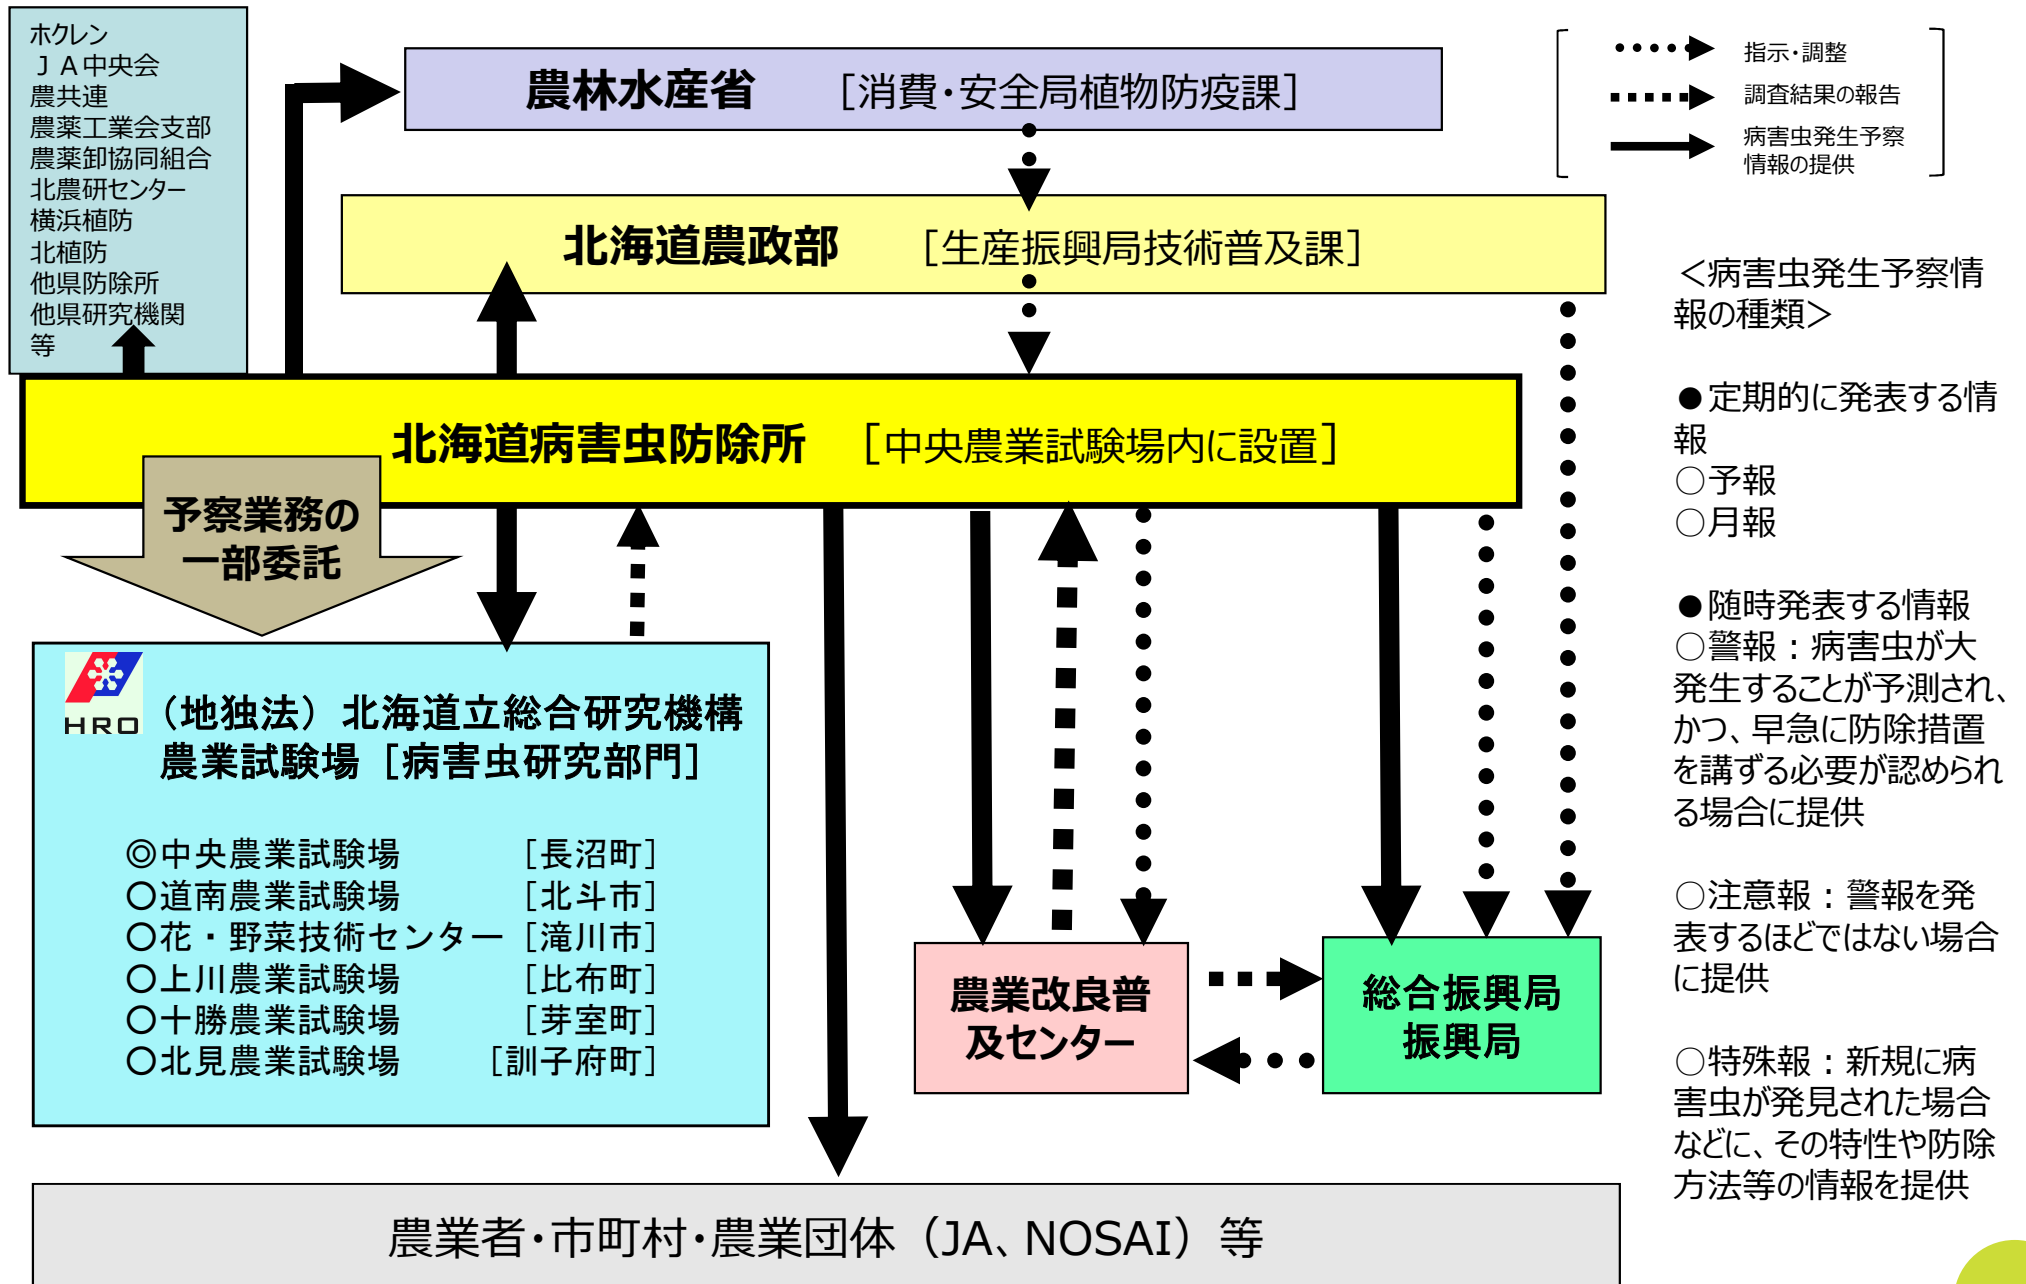 ホクレン
ＪＡ中央会
農共連
農薬工業会支部
農薬卸協同組合
北農研センター
横浜植防
北植防
他県防除所
他県研究機関
等
農林水産省　［消費・安全局植物防疫課］
指示・調整
調査結果の報告
病害虫発生予察
情報の提供
北海道農政部　［生産振興局技術普及課］
北海道病害虫防除所　［中央農業試験場内に設置］
予察業務の
一部委託
HRO
（地独法）北海道立総合研究機構
農業試験場［病害虫研究部門］
◎中央農業試験場　［長沼町］
○道南農業試験場　［北斗市］
○花・野菜技術センター［滝川市］
○上川農業試験場　［比布町］
○十勝農業試験場　［芽室町］
○北見農業試験場　［訓子府町］
農業改良普
及センター
総合振興局
振興局
農業者・市町村・農業団体（JA、NOSAI）等
＜病害虫発生予察情
報の種類＞
●定期的に発表する情
報
○予報
○月報
●随時発表する情報
○警報：病害虫が大
発生することが予測され、
かつ、早急に防除措置
を講ずる必要が認められ
る場合に提供
○注意報：警報を発
表するほどではない場合
に提供
○特殊報：新規に病
害虫が発見された場合
などに、その特性や防除
方法等の情報を提供